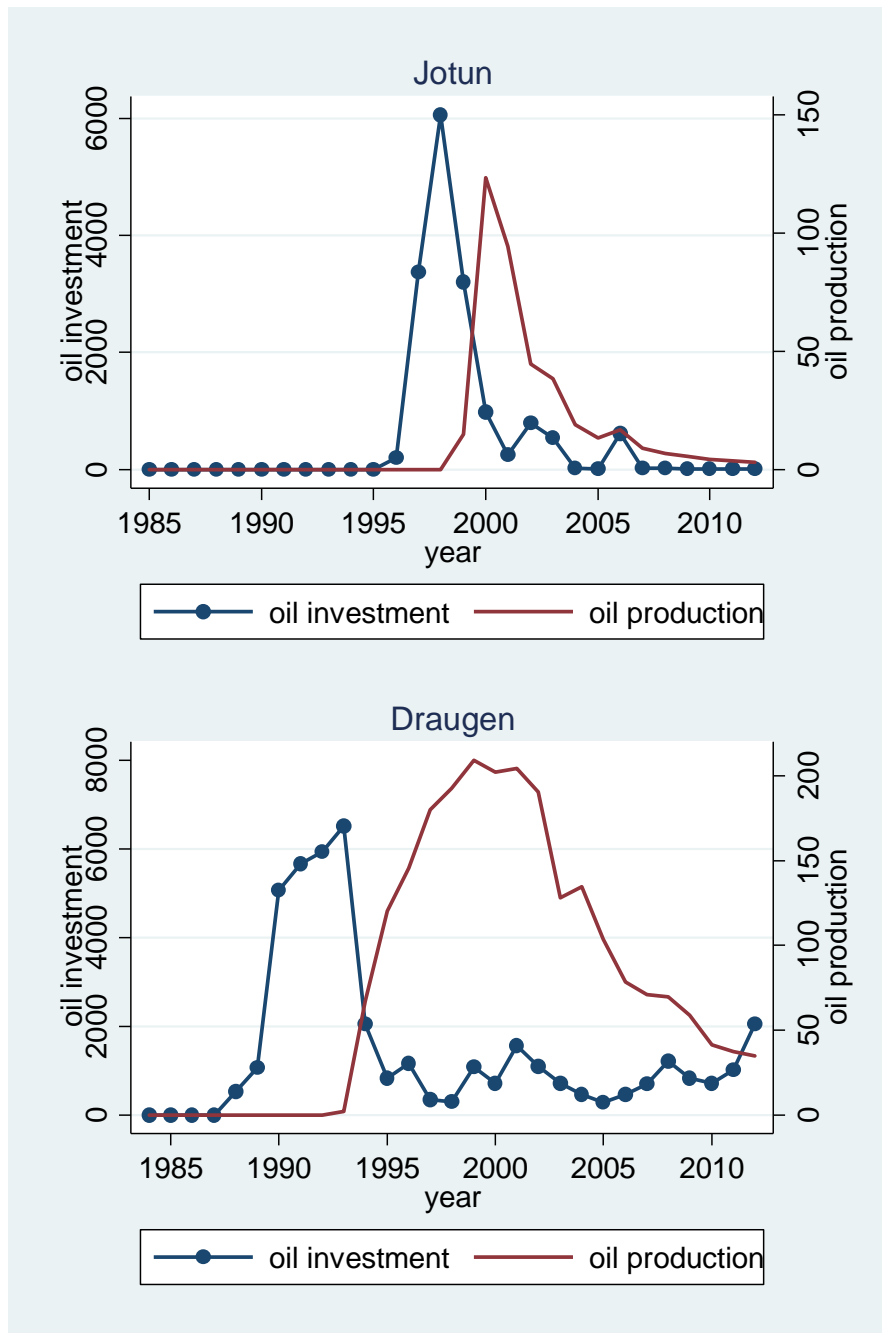 Jotun
oil investment
0 2000 4000 6000
oil production
0 50 100 150
1985 1990 1995 2000 2005 2010
year
oil investment oil production
Draugen
oil investment
0 2000 4000 6000 8000
oil production
0 50 100 150 200
1985 1990 1995 2000 2005 2010
year
oil investment oil production